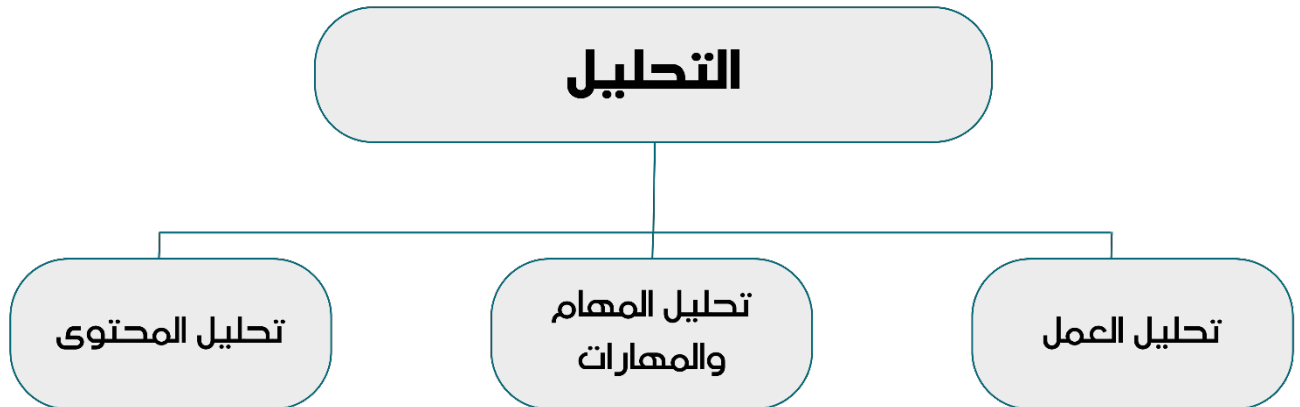 التحليل
تحليل العمل
تحليل المهام
والمهارات
تحليل المحتوى